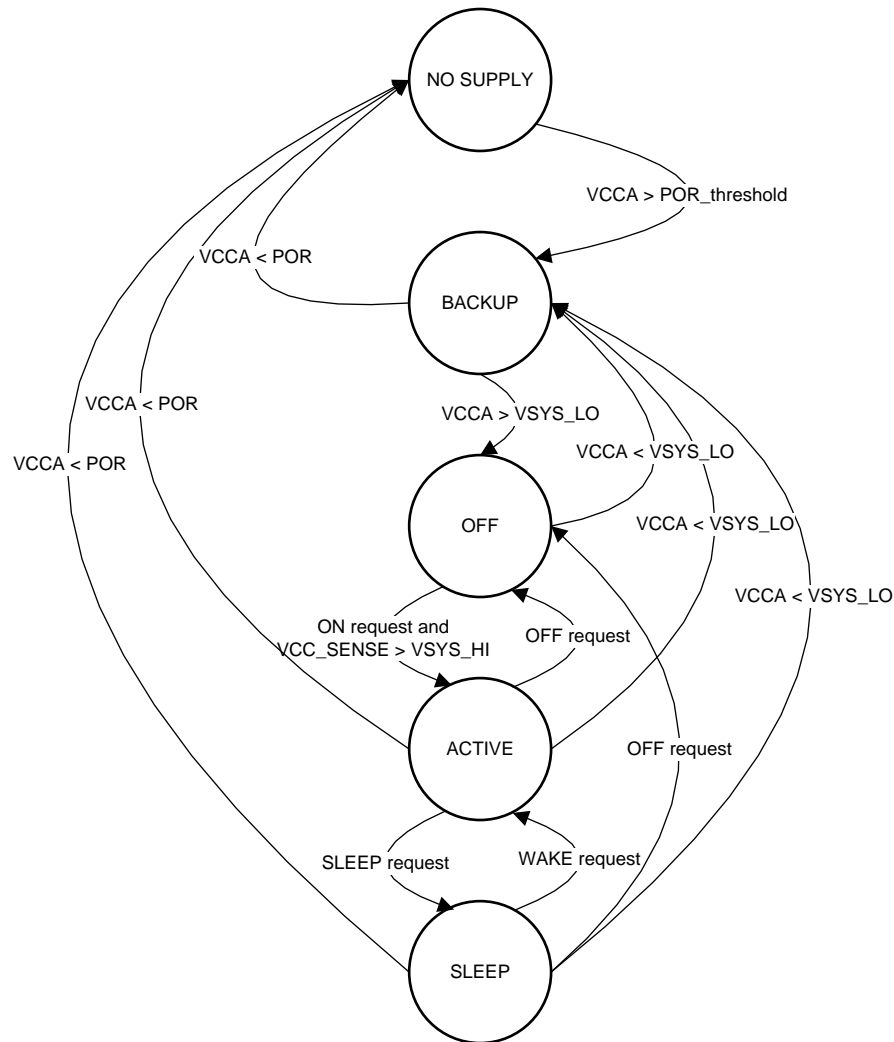 NO SUPPLY
VCCA > POR_threshold
VCCA < POR
BACKUP
VCCA < POR
VCCA > VSYS_LO
VCCA < VSYS_LO
VCCA < POR
OFF
VCCA < VSYS_LO
VCCA < VSYS_LO
ON request and
VCC_SENSE > VSYS_HI
OFF request
ACTIVE
OFF request
SLEEP request
WAKE request
SLEEP